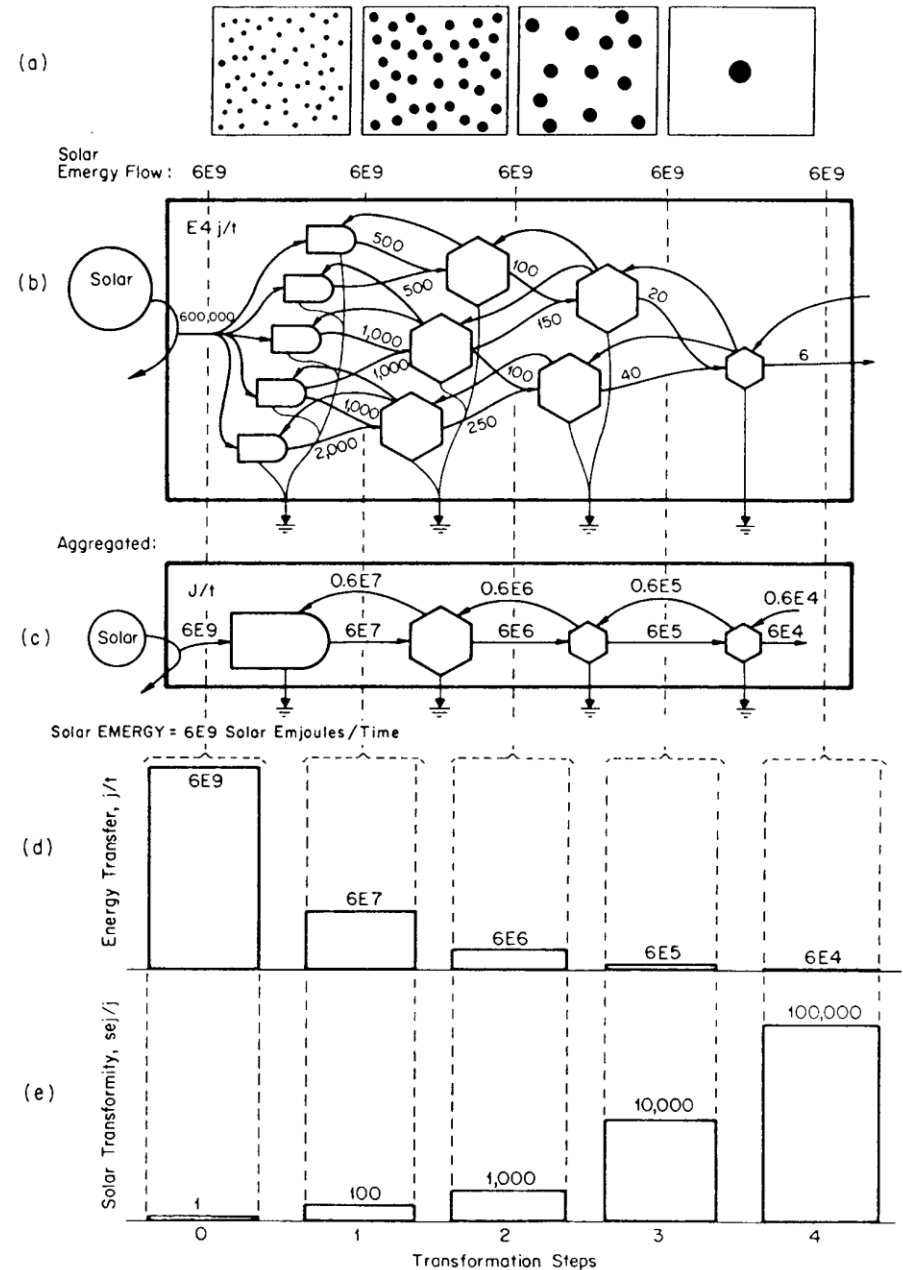 (a)
Solar
Energy Flow: 6E9 6E9 6E9 6E9 6E9
(b)
E4 j/t
Solar
600,000
500
500
1,000
1,000
1,000
2,000
100
150
100
250
20
40
6
Aggregated:
(c)
J/t
Solar
0.6E7 0.6E6 0.6E5 0.6E4
6E9 6E7 6E6 6E5 6E4
Solar EMERGY = 6E9 Solar Emjoules/Time
(d)
Energy Transfer, j/t
6E9
6E7
6E6
6E5
6E4
(e)
Solar Transformity, sej/j
1
100
1,000
10,000
100,000
0 1 2 3 4
Transformation Steps